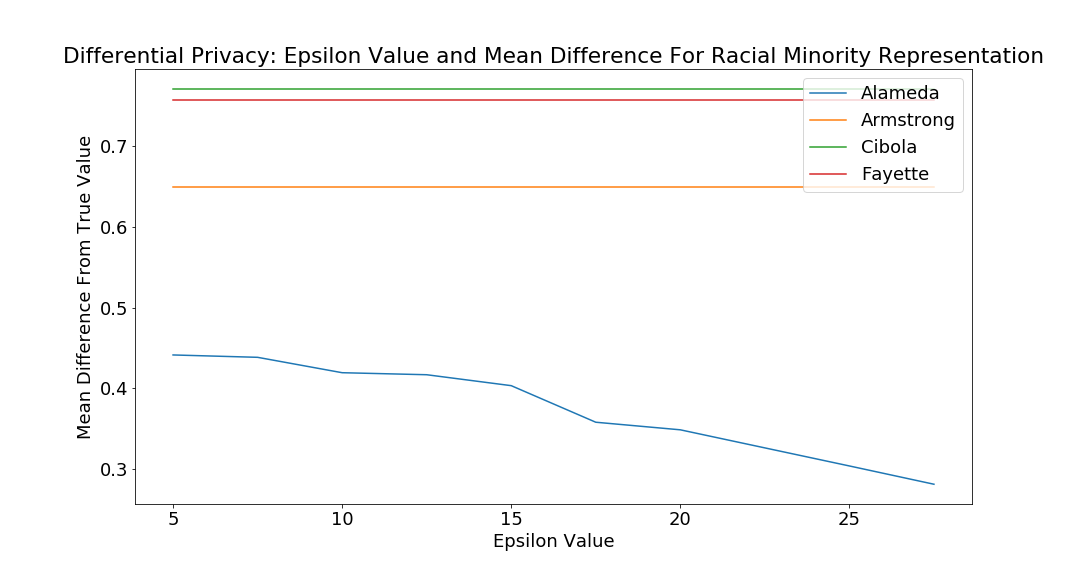 Differential Privacy: Epsilon Value and Mean Difference For Racial Minority Representation
Alameda
Armstrong
Cibola
Fayette
Mean Difference From True Value
0.7
0.6
0.5
0.4
0.3
5 10 15 20 25
Epsilon Value